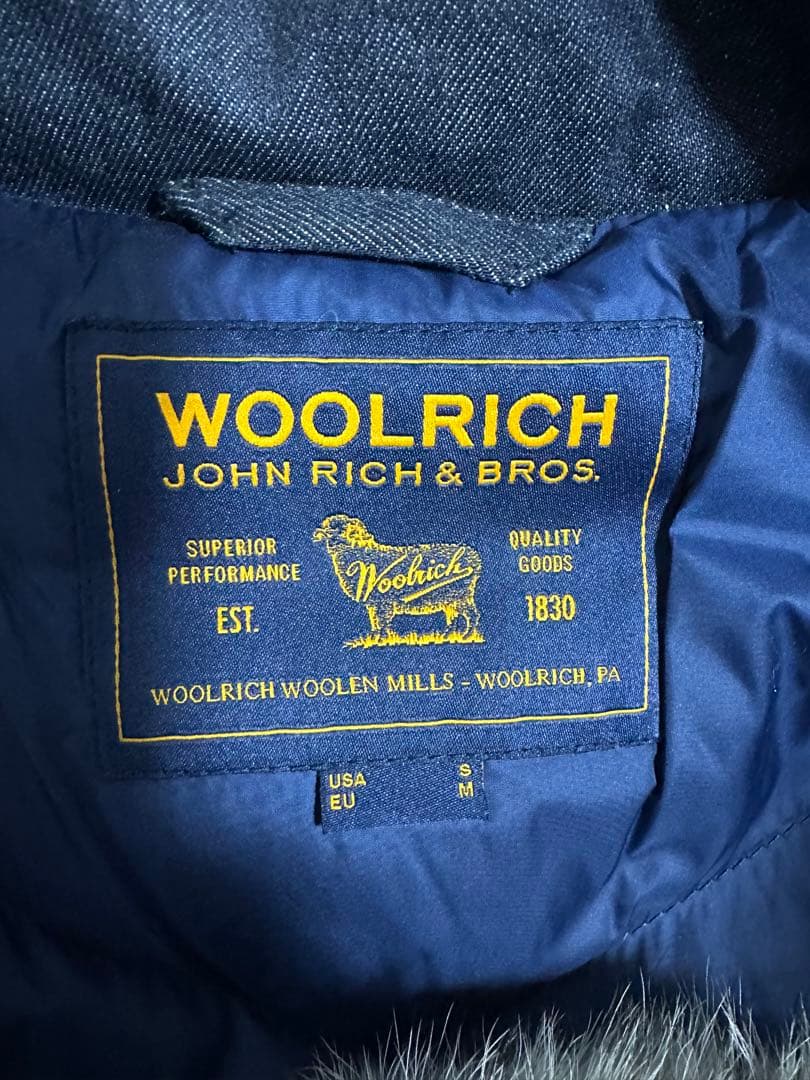 WOOLRICH
JOHN RICH & BROS.
SUPERIOR
PERFORMANCE
EST.
Woolrich
QUALITY
GOODS
1830
WOOLRICH WOOLEN MILLS - WOOLRICH, PA
USA S
EU M